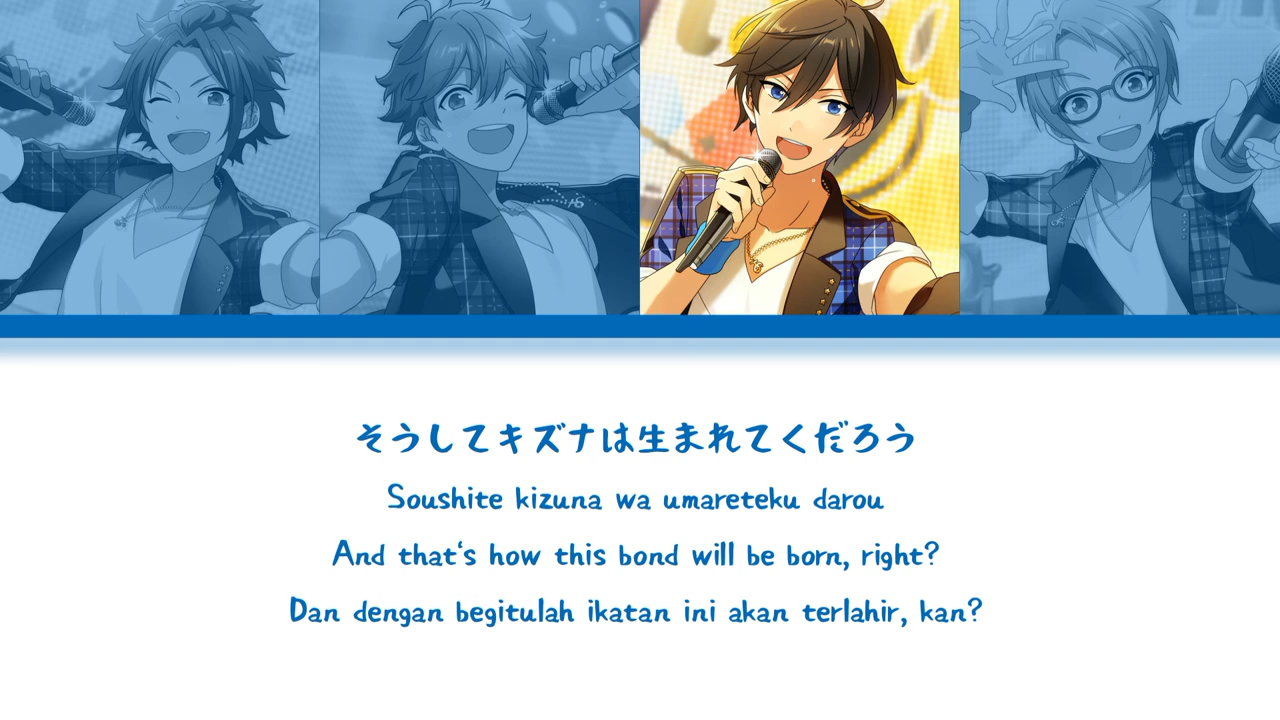 そうしてキズナは生まれてくだろう
Soushite kizuna wa umareteku darou
And that's how this bond will be born, right?
Dan dengan begitulah ikatan ini akan terlahir, kan?